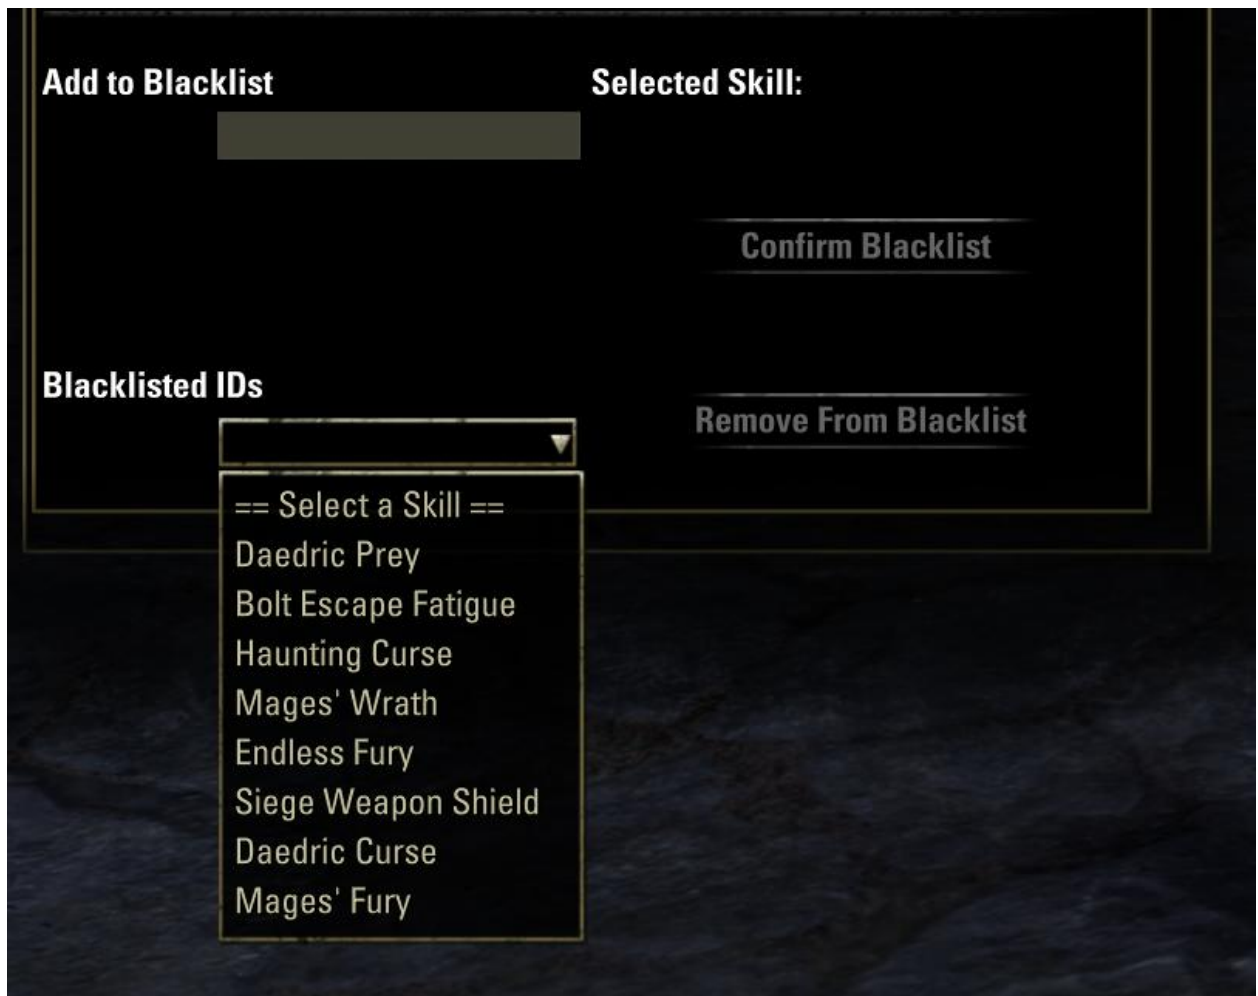 Add to Blacklist
Selected Skill:
Confirm Blacklist
Blacklisted IDs
Remove From Blacklist
== Select a Skill ==
Daedric Prey
Bolt Escape Fatigue
Haunting Curse
Mages' Wrath
Endless Fury
Siege Weapon Shield
Daedric Curse
Mages' Fury